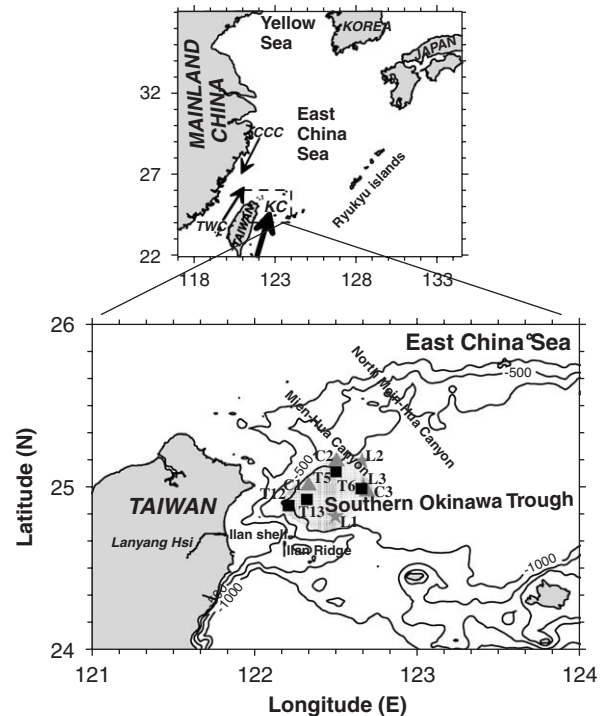 Yellow
Sea
KOREA
JAPAN
MAINLAND
CHINA
East
China
Sea
CCC
Ryukyu islands
TWC
TAIWAN
KC
32
27
26
22
118
123
128
134
East China Sea
-500
North Mein-Hua Canyon
Mien-Hua Canyon
-500
C2
L2
T5
T6
L3
C3
C1
T12
T13
L1
Southern Okinawa Trough
TAIWAN
Lanyang Hsi
Ilan shelf
Ilan Ridge
-1000
-1000
26
25
24
121
122
123
124
Latitude (N)
Longitude (E)